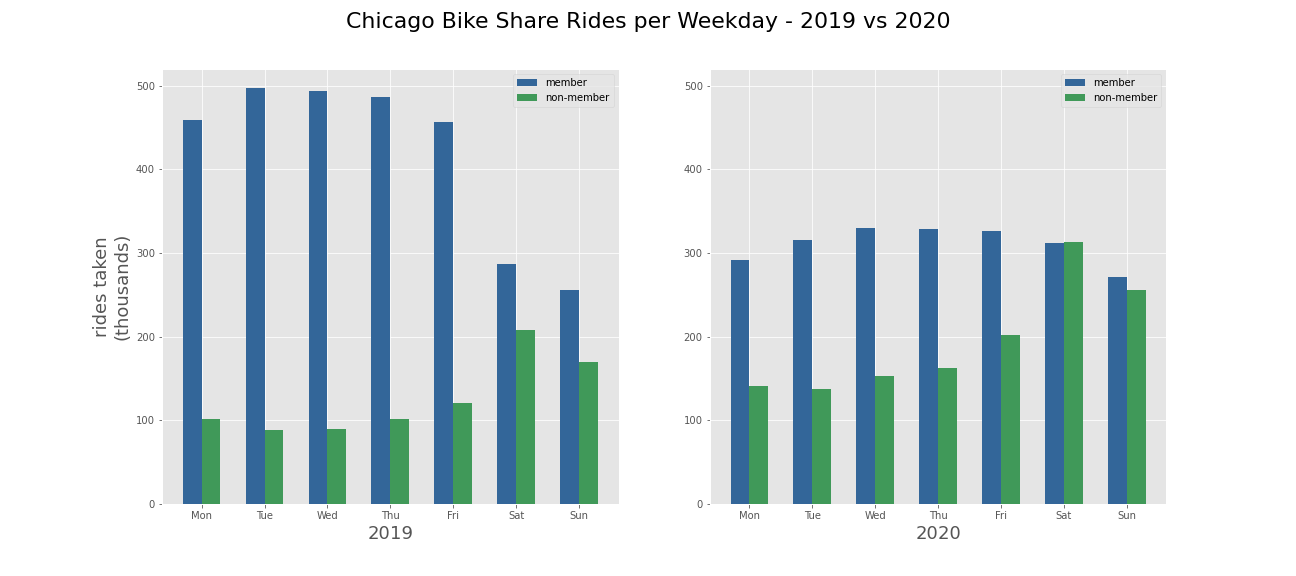 Chicago Bike Share Rides per Weekday - 2019 vs 2020
rides taken
(thousands)
500
400
300
200
100
0
member
non-member
Mon Tue Wed Thu Fri Sat Sun
2019
500
400
300
200
100
0
member
non-member
Mon Tue Wed Thu Fri Sat Sun
2020